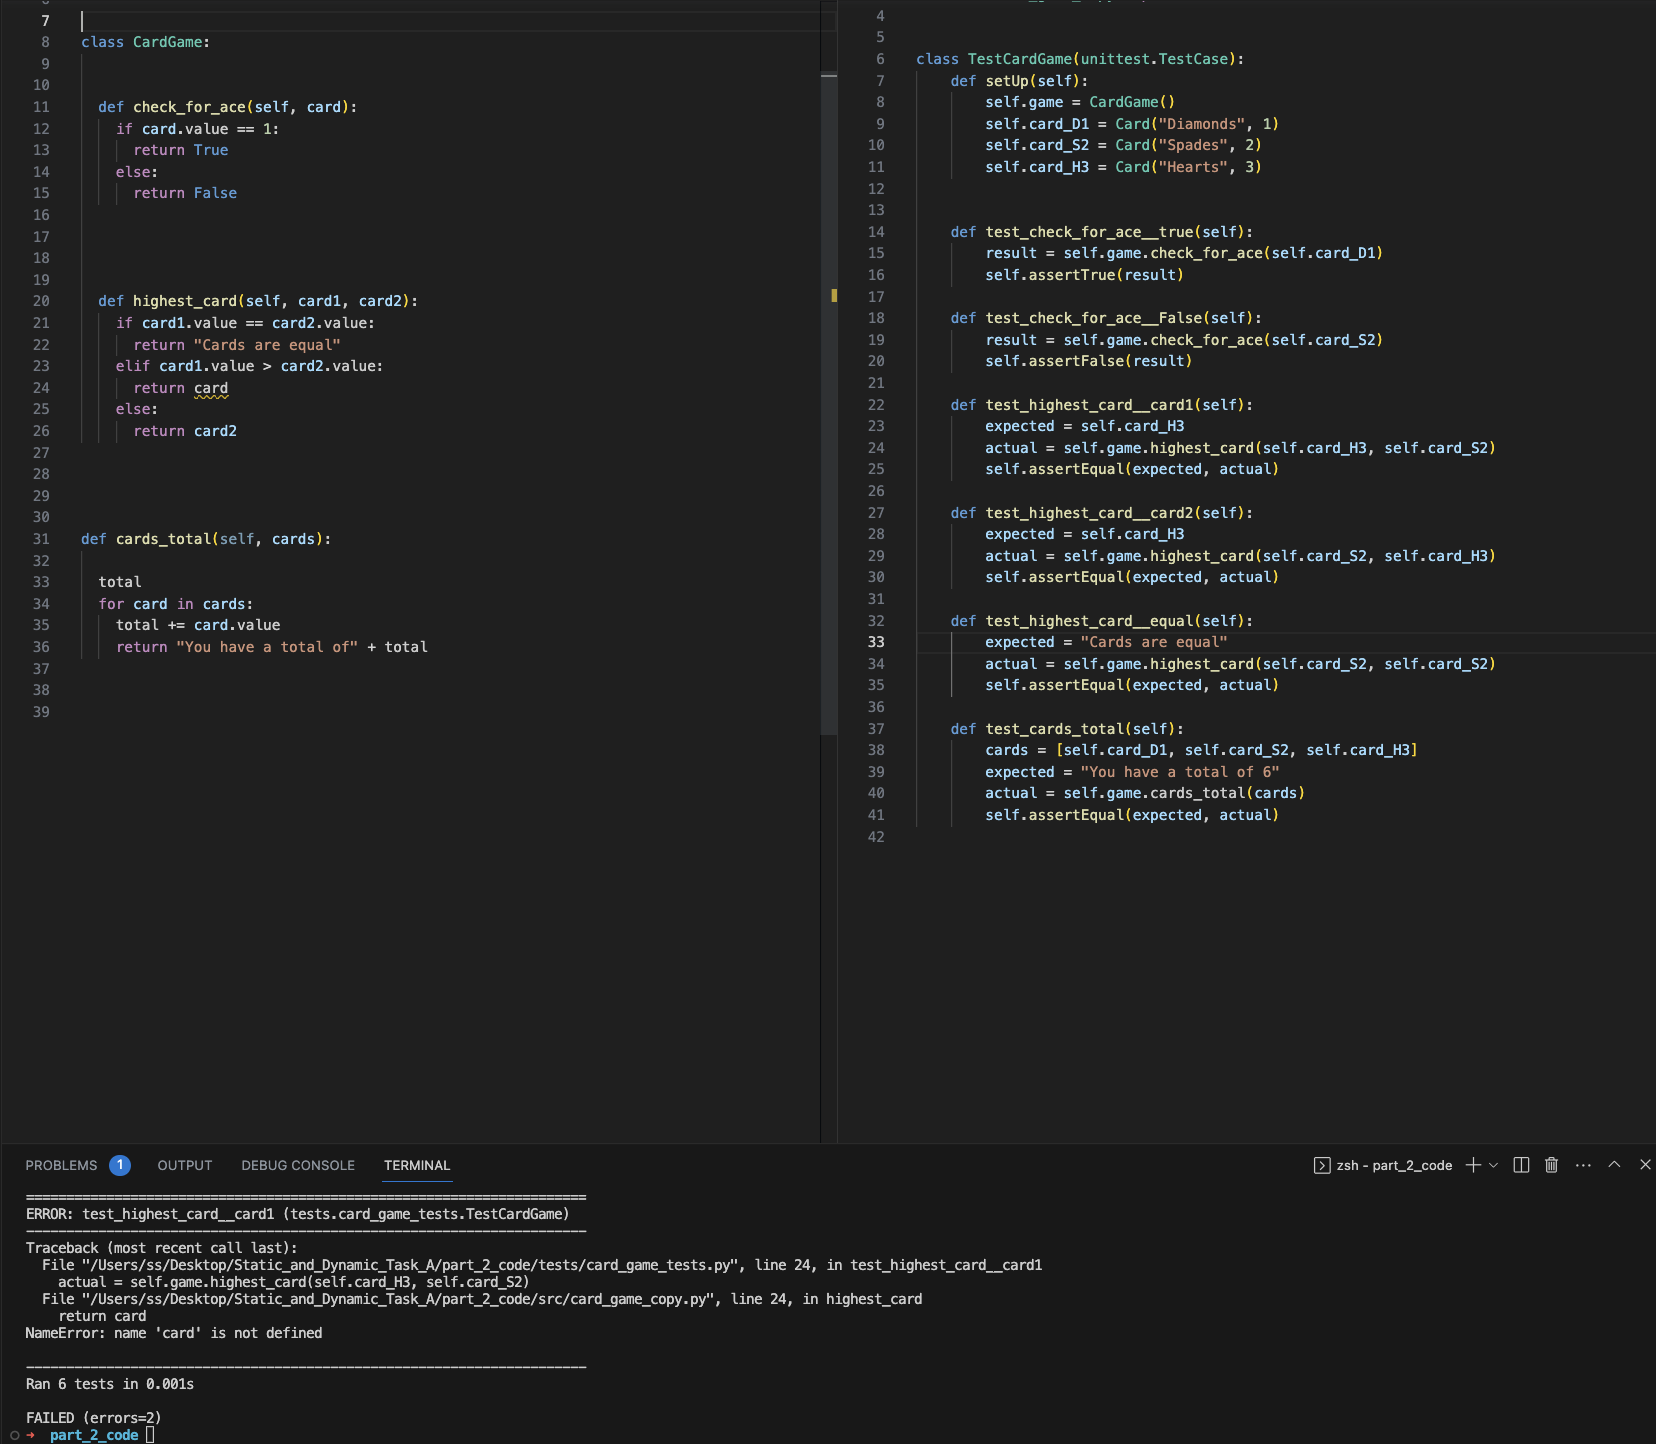 7
8 class CardGame:
9
10
11   def check_for_ace(self, card):
12     if card.value == 1:
13       return True
14     else:
15       return False
16
17
18
19
20   def highest_card(self, card1, card2):
21     if card1.value == card2.value:
22       return "Cards are equal"
23     elif card1.value > card2.value:
24       return card
25     else:
26       return card2
27
28
29
30
31 def cards_total(self, cards):
32
33   total
34   for card in cards:
35     total += card.value
36     return "You have a total of" + total
37
38
39
4
5
6 class TestCardGame(unittest.TestCase):
7     def setUp(self):
8         self.game = CardGame()
9         self.card_D1 = Card("Diamonds", 1)
10         self.card_S2 = Card("Spades", 2)
11         self.card_H3 = Card("Hearts", 3)
12
13
14     def test_check_for_ace__true(self):
15         result = self.game.check_for_ace(self.card_D1)
16         self.assertTrue(result)
17
18     def test_check_for_ace__False(self):
19         result = self.game.check_for_ace(self.card_S2)
20         self.assertFalse(result)
21
22     def test_highest_card__card1(self):
23         expected = self.card_H3
24         actual = self.game.highest_card(self.card_H3, self.card_S2)
25         self.assertEqual(expected, actual)
26
27     def test_highest_card__card2(self):
28         expected = self.card_H3
29         actual = self.game.highest_card(self.card_S2, self.card_H3)
30         self.assertEqual(expected, actual)
31
32     def test_highest_card__equal(self):
33         expected = "Cards are equal"
34         actual = self.game.highest_card(self.card_S2, self.card_S2)
35         self.assertEqual(expected, actual)
36
37     def test_cards_total(self):
38         cards = [self.card_D1, self.card_S2, self.card_H3]
39         expected = "You have a total of 6"
40         actual = self.game.cards_total(cards)
41         self.assertEqual(expected, actual)
42
PROBLEMS 1 OUTPUT DEBUG CONSOLE TERMINAL zsh - part_2_code
======================================================================
ERROR: test_highest_card__card1 (tests.card_game_tests.TestCardGame)
----------------------------------------------------------------------
Traceback (most recent call last):
  File "/Users/ss/Desktop/Static_and_Dynamic_Task_A/part_2_code/tests/card_game_tests.py", line 24, in test_highest_card__card1
    actual = self.game.highest_card(self.card_H3, self.card_S2)
  File "/Users/ss/Desktop/Static_and_Dynamic_Task_A/part_2_code/src/card_game_copy.py", line 24, in highest_card
    return card
NameError: name 'card' is not defined
----------------------------------------------------------------------
Ran 6 tests in 0.001s
FAILED (errors=2)
➜ part_2_code